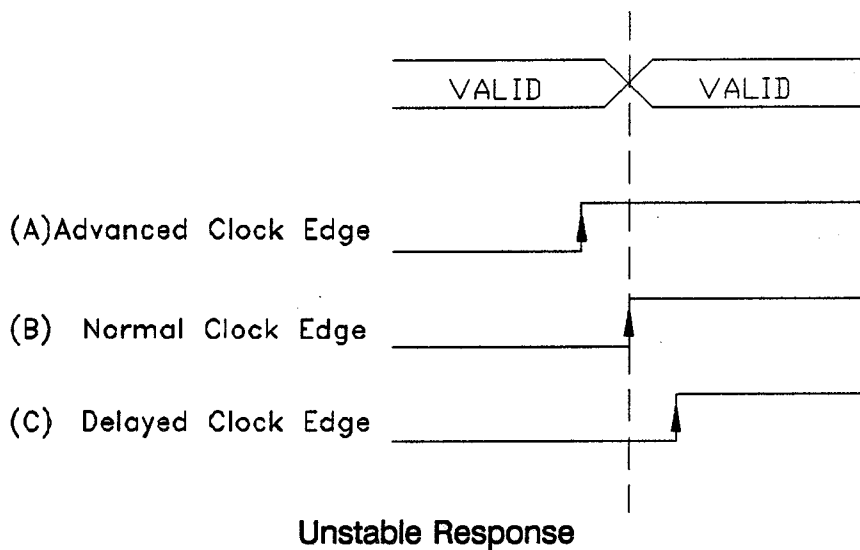 VALID VALID
(A)Advanced Clock Edge
(B) Normal Clock Edge
(C) Delayed Clock Edge
Unstable Response